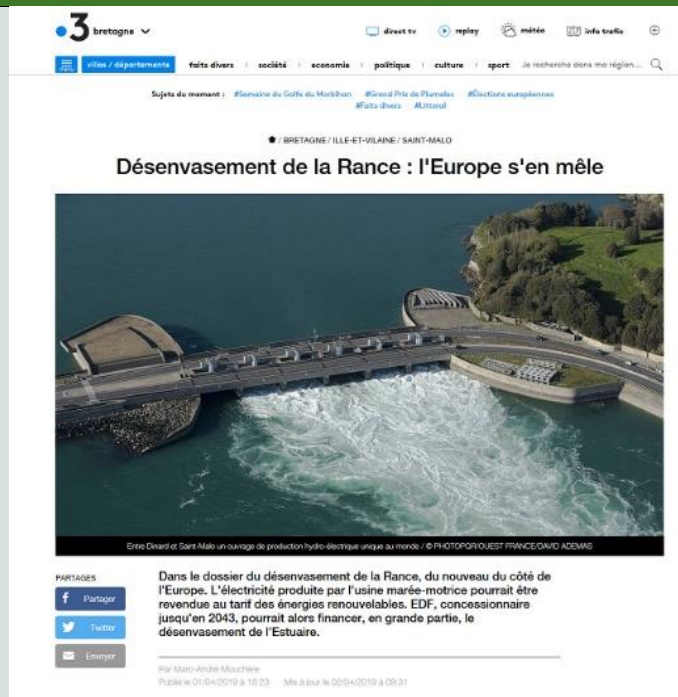 3 bretagne
direct tv replay météo info trafic
villes / départements faits divers société économie politique culture sport Je recherche dans ma région...
Sujets du moment : #Semaine du Golfe du Morbihan #Grand Prix de Plumelec #Élections européennes
#Faits divers #Littoral
/ BRETAGNE / ILLE-ET-VILAINE / SAINT-MALO
Désenvasement de la Rance : l'Europe s'en mêle
Entre Dinard et Saint-Malo un ouvrage de production hydro-électrique unique au monde / © PHOTOPQR/OUEST FRANCE/DAVID ADEMAS
PARTAGES
Partager
Twitter
Envoyer
Dans le dossier du désenvasement de la Rance, du nouveau du côté de
l'Europe. L'électricité produite par l'usine marée-motrice pourrait être
revendue au tarif des énergies renouvelables. EDF, concessionnaire
jusqu'en 2043, pourrait alors financer, en grande partie, le
désenvasement de l'Estuaire.
Par Marc-André Mouchère
Publié le 01/04/2019 à 18:23 Mis à jour le 02/04/2019 à 09:31